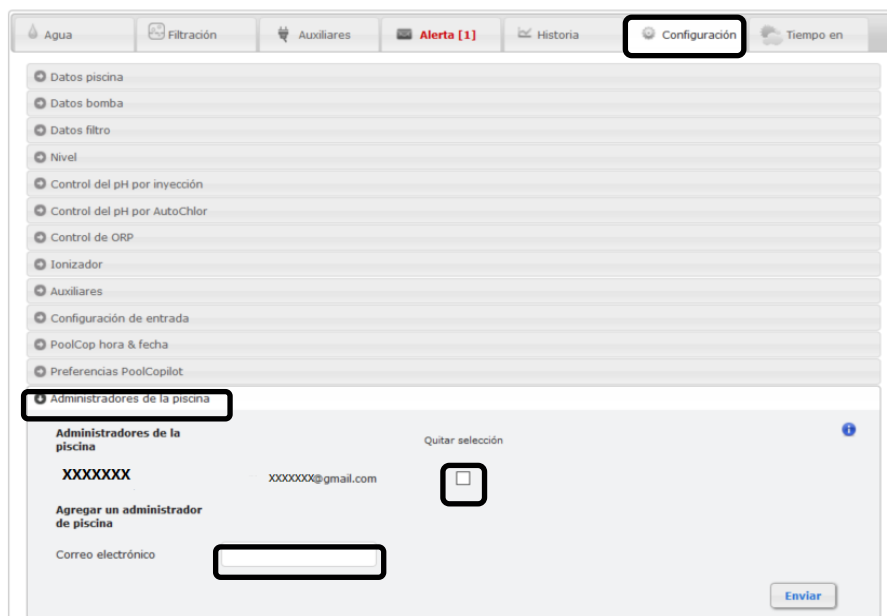 Agua Filtración Auxiliares Alerta [1] Historia Configuración Tiempo en
Datos piscina
Datos bomba
Datos filtro
Nivel
Control del pH por inyección
Control del pH por AutoChlor
Control de ORP
Ionizador
Auxiliares
Configuración de entrada
PoolCop hora & fecha
Preferencias PoolCopilot
Administradores de la piscina
Administradores de la
piscina
Quitar selección
XXXXXXX XXXXXXX@gmail.com
Agregar un administrador
de piscina
Correo electrónico
Enviar